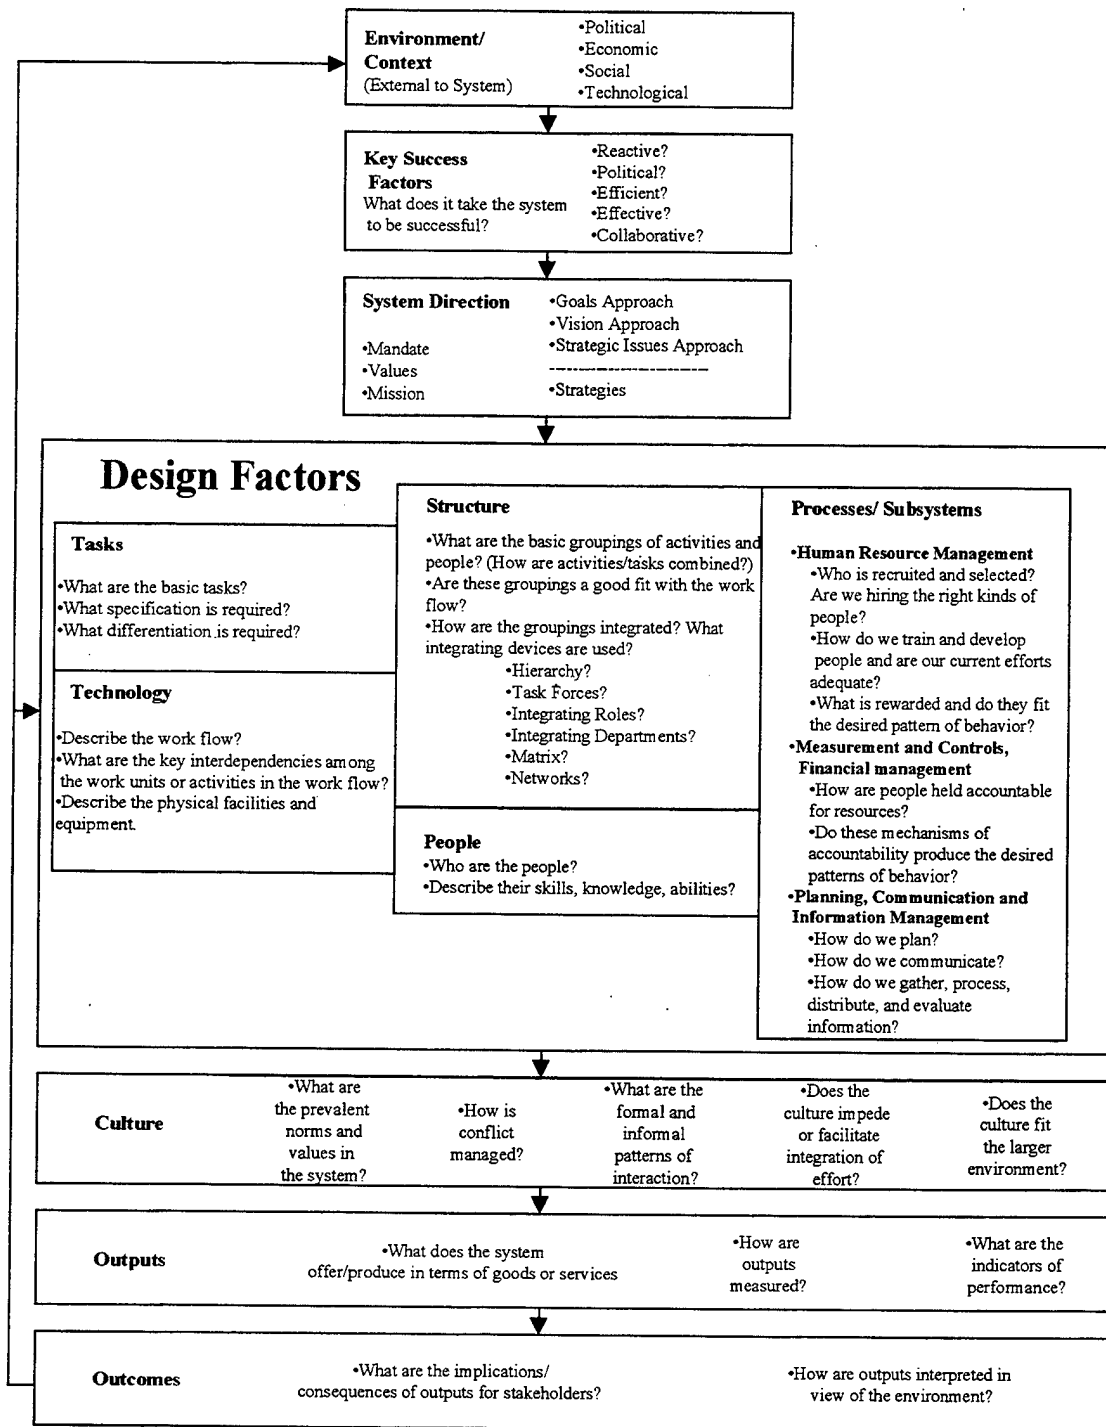 Environment/
Context
(External to System)
•Political
•Economic
•Social
•Technological
Key Success
Factors
What does it take the system
to be successful?
•Reactive?
•Political?
•Efficient?
•Effective?
•Collaborative?
System Direction
•Mandate
•Values
•Mission
•Goals Approach
•Vision Approach
•Strategic Issues Approach
------------------------
•Strategies
Design Factors
Tasks
•What are the basic tasks?
•What specification is required?
•What differentiation is required?
Technology
•Describe the work flow?
•What are the key interdependencies among
the work units or activities in the work flow?
•Describe the physical facilities and
equipment.
Structure
•What are the basic groupings of activities and
people? (How are activities/tasks combined?)
•Are these groupings a good fit with the work
flow?
•How are the groupings integrated? What
integrating devices are used?
•Hierarchy?
•Task Forces?
•Integrating Roles?
•Integrating Departments?
•Matrix?
•Networks?
People
•Who are the people?
•Describe their skills, knowledge, abilities?
Processes/ Subsystems
•Human Resource Management
•Who is recruited and selected?
Are we hiring the right kinds of
people?
•How do we train and develop
people and are our current efforts
adequate?
•What is rewarded and do they fit
the desired pattern of behavior?
•Measurement and Controls,
Financial management
•How are people held accountable
for resources?
•Do these mechanisms of
accountability produce the desired
patterns of behavior?
•Planning, Communication and
Information Management
•How do we plan?
•How do we communicate?
•How do we gather, process,
distribute, and evaluate
information?
Culture
•What are
the prevalent
norms and
values in
the system?
•How is
conflict
managed?
•What are the
formal and
informal
patterns of
interaction?
•Does the
culture impede
or facilitate
integration of
effort?
•Does the
culture fit
the larger
environment?
Outputs
•What does the system
offer/produce in terms of goods or services
•How are
outputs
measured?
•What are the
indicators of
performance?
Outcomes
•What are the implications/
consequences of outputs for stakeholders?
•How are outputs interpreted in
view of the environment?